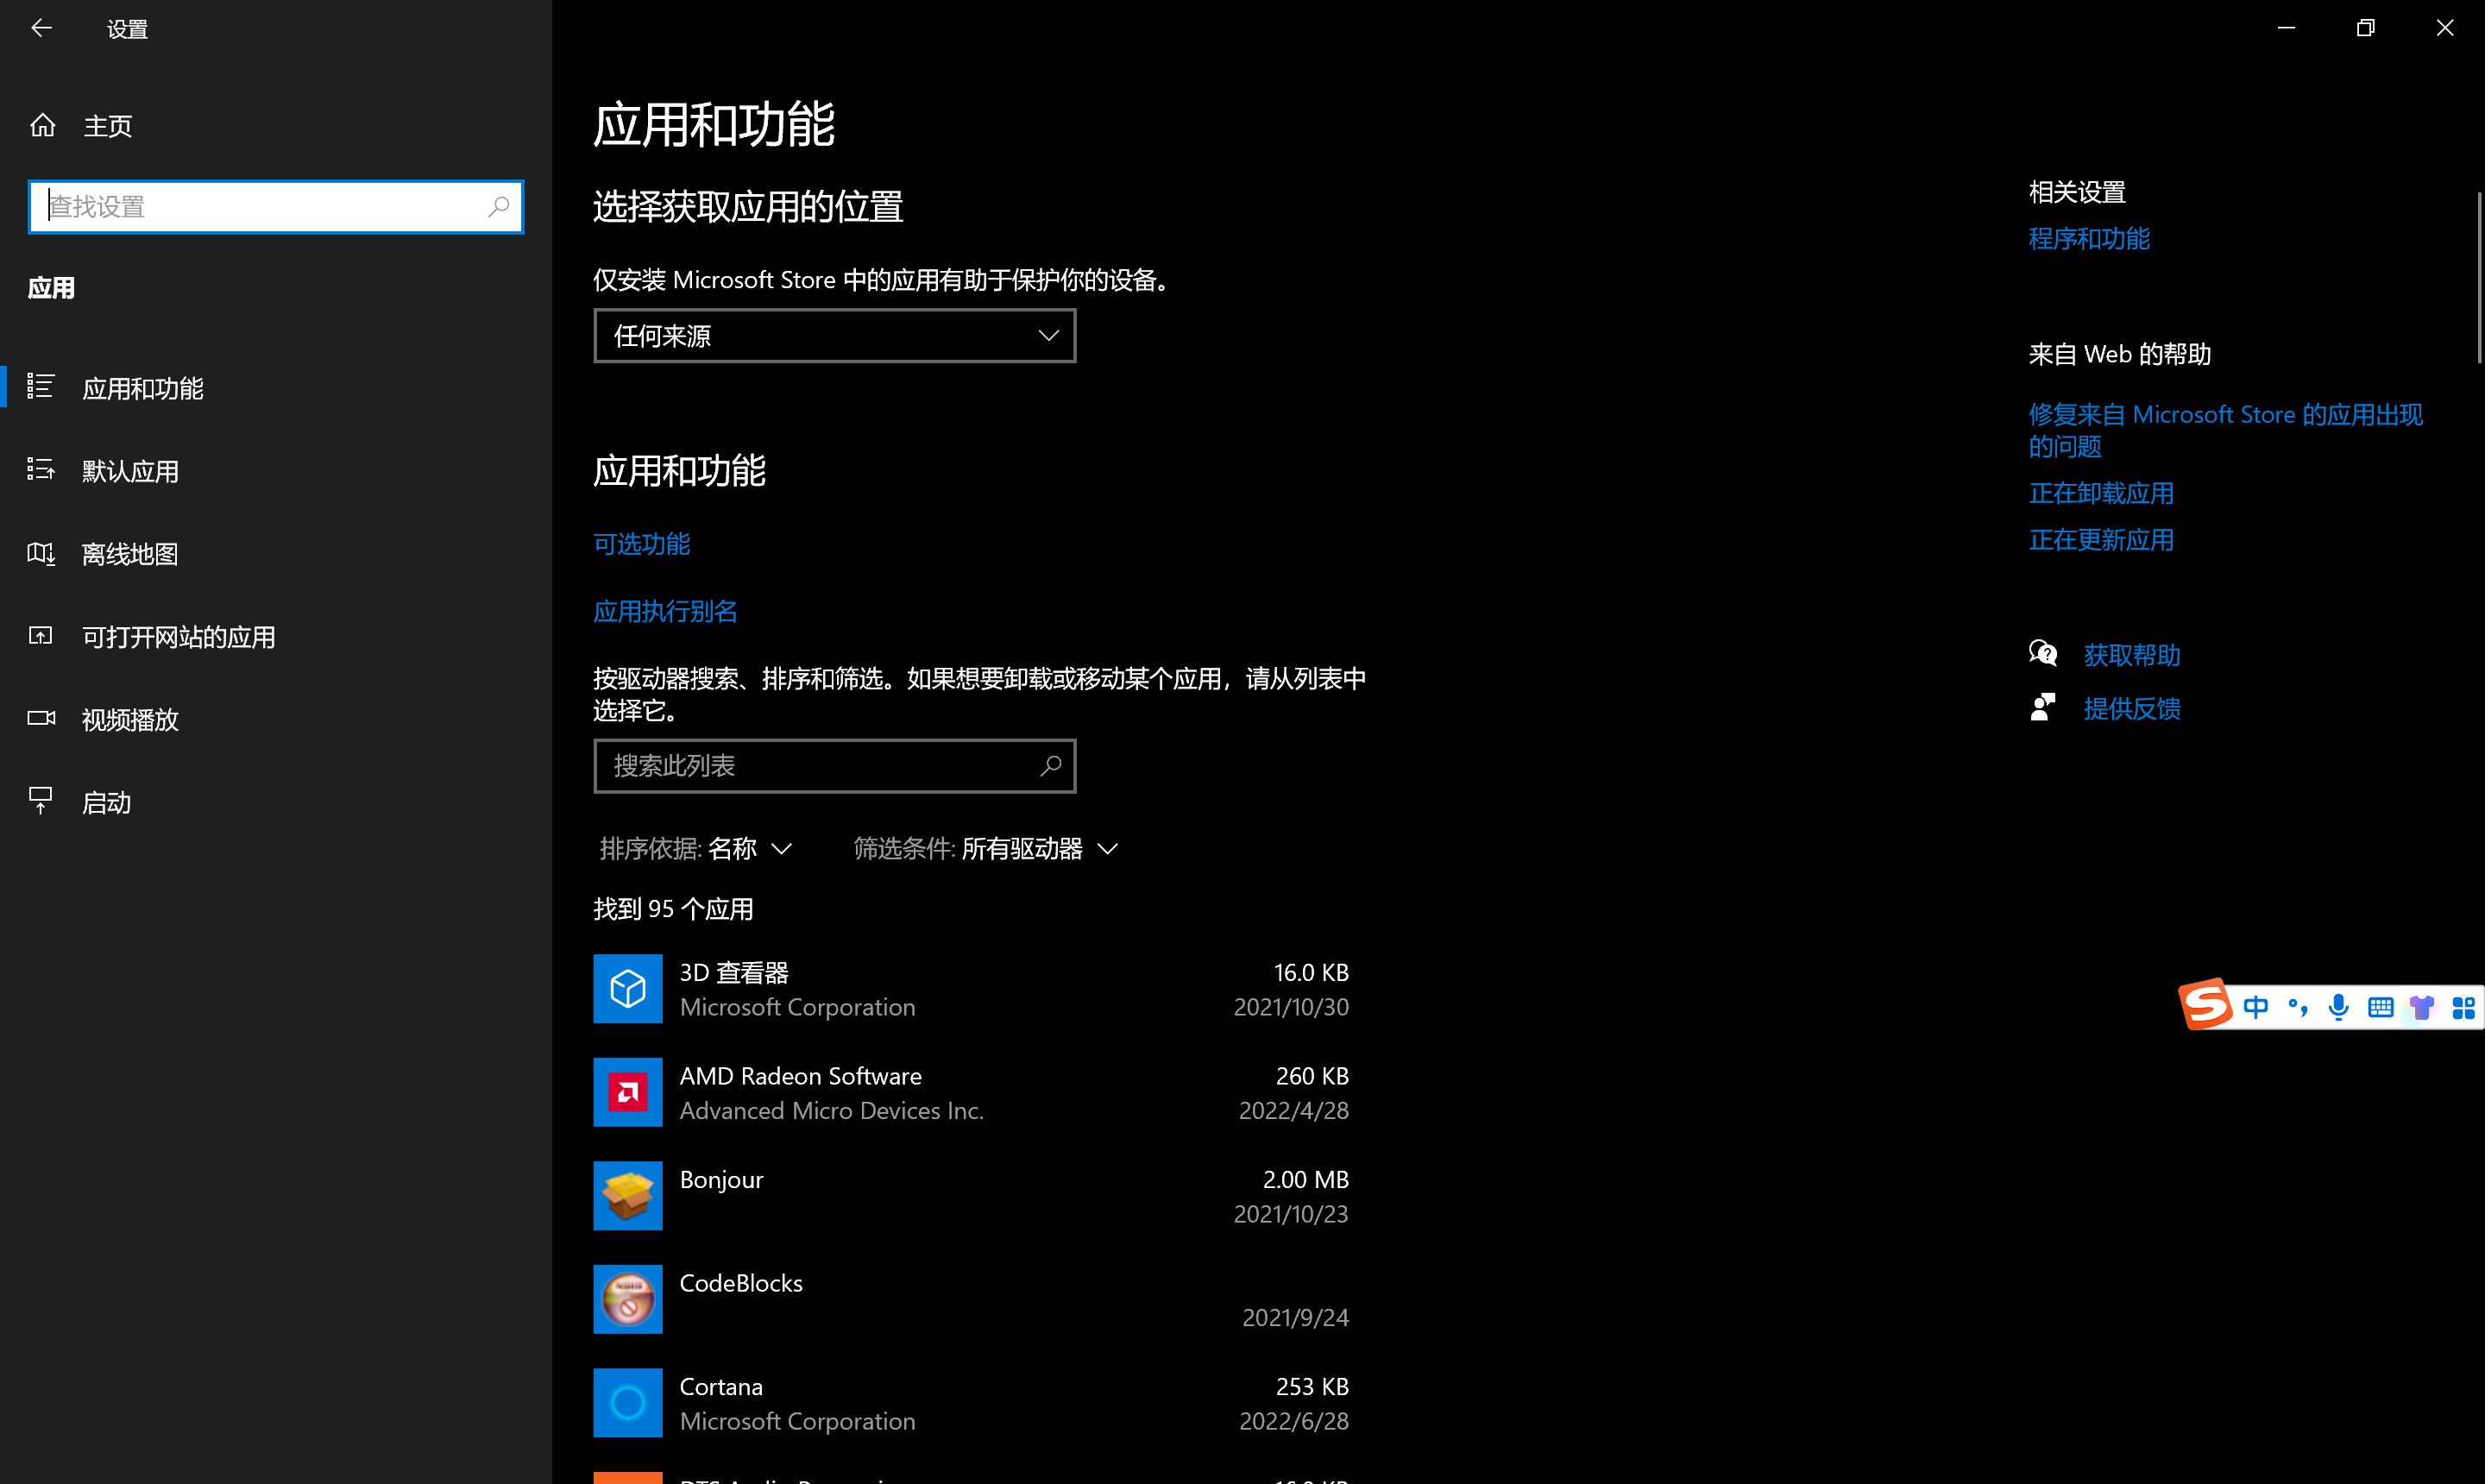 设置
主页
查找设置
应用
应用和功能
默认应用
离线地图
可打开网站的应用
视频播放
启动
应用和功能
选择获取应用的位置
仅安装 Microsoft Store 中的应用有助于保护你的设备。
任何来源
应用和功能
可选功能
应用执行别名
按驱动器搜索、排序和筛选。如果想要卸载或移动某个应用，请从列表中
选择它。
搜索此列表
排序依据: 名称 筛选条件: 所有驱动器
找到 95 个应用
3D 查看器 16.0 KB
Microsoft Corporation 2021/10/30
AMD Radeon Software 260 KB
Advanced Micro Devices Inc. 2022/4/28
Bonjour 2.00 MB
2021/10/23
CodeBlocks
2021/9/24
Cortana 253 KB
Microsoft Corporation 2022/6/28
相关设置
程序和功能
来自 Web 的帮助
修复来自 Microsoft Store 的应用出现
的问题
正在卸载应用
正在更新应用
获取帮助
提供反馈
中